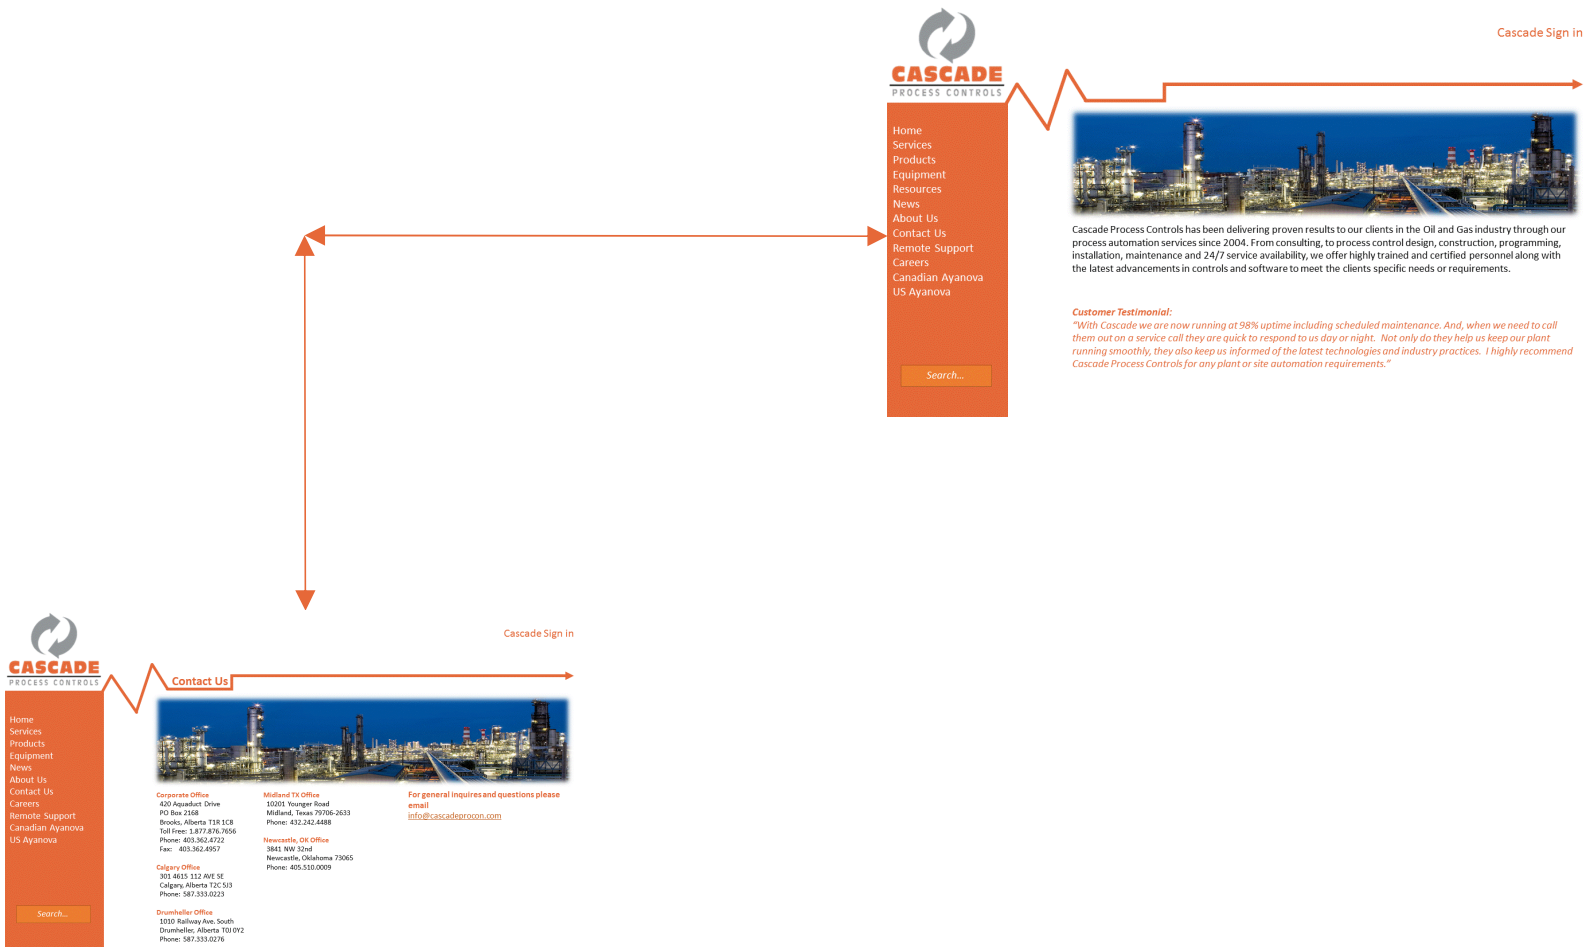 CASCADE
PROCESS CONTROLS
Cascade Sign in
Home
Services
Products
Equipment
Resources
News
About Us
Contact Us
Remote Support
Careers
Canadian Ayanova
US Ayanova
Search...
Cascade Process Controls has been delivering proven results to our clients in the Oil and Gas industry through our
process automation services since 2004. From consulting, to process control design, construction, programming,
installation, maintenance and 24/7 service availability, we offer highly trained and certified personnel along with
the latest advancements in controls and software to meet the clients specific needs or requirements.
Customer Testimonial:
"With Cascade we are now running at 98% uptime including scheduled maintenance. And, when we need to call
them out on a service call they are quick to respond to us day or night. Not only do they help us keep our plant
running smoothly, they also keep us informed of the latest technologies and industry practices. I highly recommend
Cascade Process Controls for any plant or site automation requirements."
CASCADE
PROCESS CONTROLS
Cascade Sign in
Contact Us
Home
Services
Products
Equipment
News
About Us
Contact Us
Careers
Remote Support
Canadian Ayanova
US Ayanova
Search...
Corporate Office
420 Aquaduct Drive
PO Box 2168
Brooks, Alberta T1R 1C8
Toll Free: 1.877.876.7656
Phone: 403.362.4722
Fax: 403.362.4957
Calgary Office
301 4615 112 AVE SE
Calgary, Alberta T2C 5J3
Phone: 587.333.0223
Drumheller Office
1010 Railway Ave. South
Drumheller, Alberta T0J 0Y2
Phone: 587.333.0276
Midland TX Office
10201 Younger Road
Midland, Texas 79706-2633
Phone: 432.242.4488
Newcastle, OK Office
3841 NW 32nd
Newcastle, Oklahoma 73065
Phone: 405.510.0009
For general inquires and questions please
email
info@cascadeprocon.com